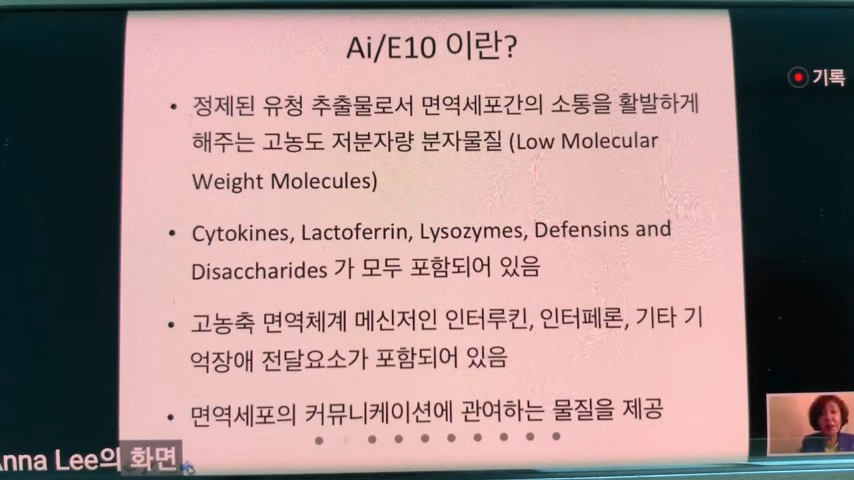 Ai/E10 이란?
• 정제된 유청 추출물로서 면역세포간의 소통을 활발하게
해주는 고농도 저분자량 분자물질 (Low Molecular
Weight Molecules)
• Cytokines, Lactoferrin, Lysozymes, Defensins and
Disaccharides 가 모두 포함되어 있음
• 고농축 면역체계 메신저인 인터루킨, 인터페론, 기타 기
억장애 전달요소가 포함되어 있음
• 면역세포의 커뮤니케이션에 관여하는 물질을 제공
기록
Anna Lee의 화면